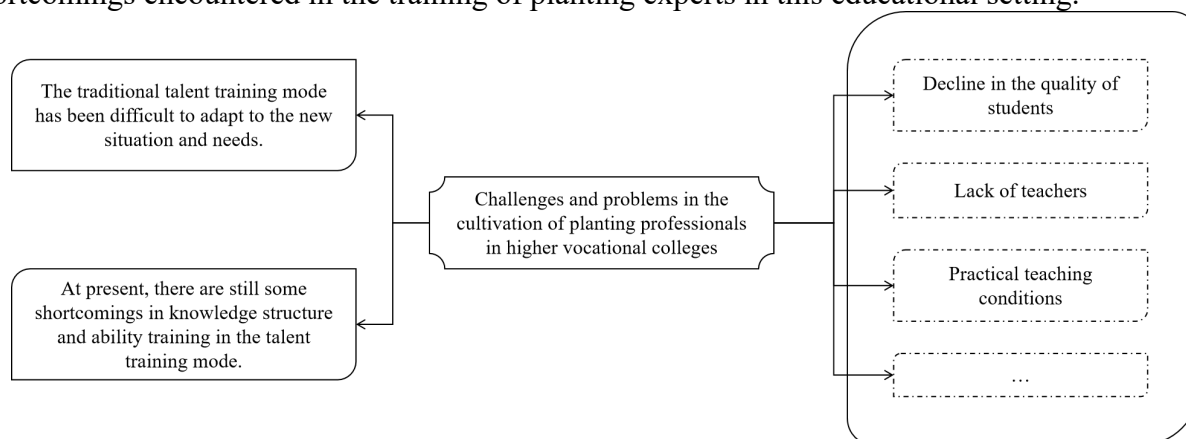 ortcomings encountered in the training of planting experts in this educational setting.
The traditional talent training mode
has been difficult to adapt to the new
situation and needs.
At present, there are still some
shortcomings in knowledge structure
and ability training in the talent
training mode.
Challenges and problems in the
cultivation of planting professionals
in higher vocational colleges
Decline in the quality of
students
Lack of teachers
Practical teaching
conditions
…